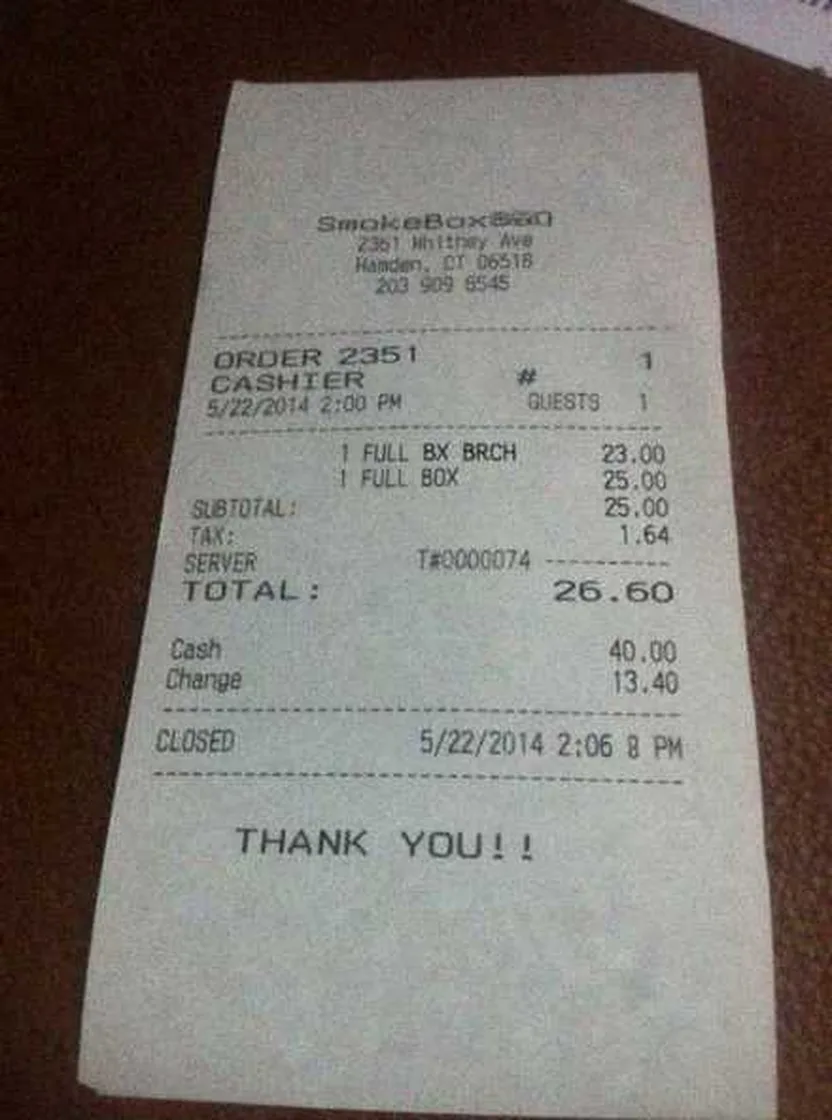 SmokeBoxBBQ
2361 Whitney Ave
Hamden, CT 06518
203 909 6545
ORDER 2351 1
CASHIER #
5/22/2014 2:00 PM GUESTS 1
1 FULL BX BRCH 23.00
1 FULL BOX 25.00
SUBTOTAL: 25.00
TAX: 1.64
SERVER T#0000074 ----------
TOTAL: 26.60
Cash 40.00
Change 13.40
CLOSED 5/22/2014 2:06 8 PM
THANK YOU!!